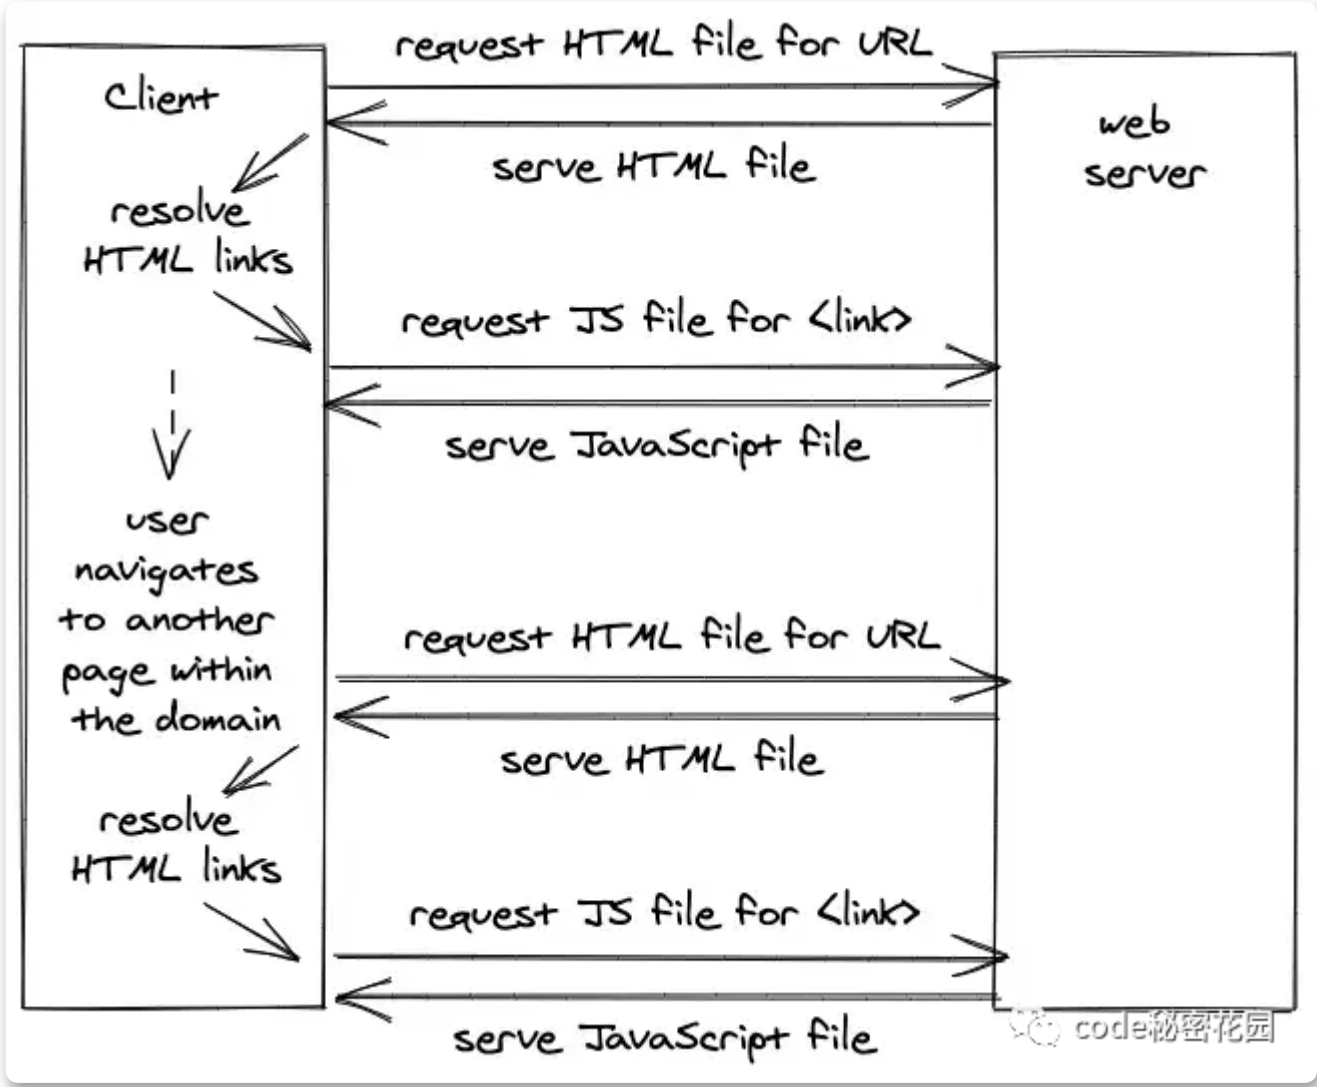 request HTML file for URL
Client
web
server
serve HTML file
resolve
HTML links
request JS file for <link>
serve JavaScript file
user
navigates
to another
page within
the domain
request HTML file for URL
serve HTML file
resolve
HTML links
request JS file for <link>
serve JavaScript file
code秘密花园